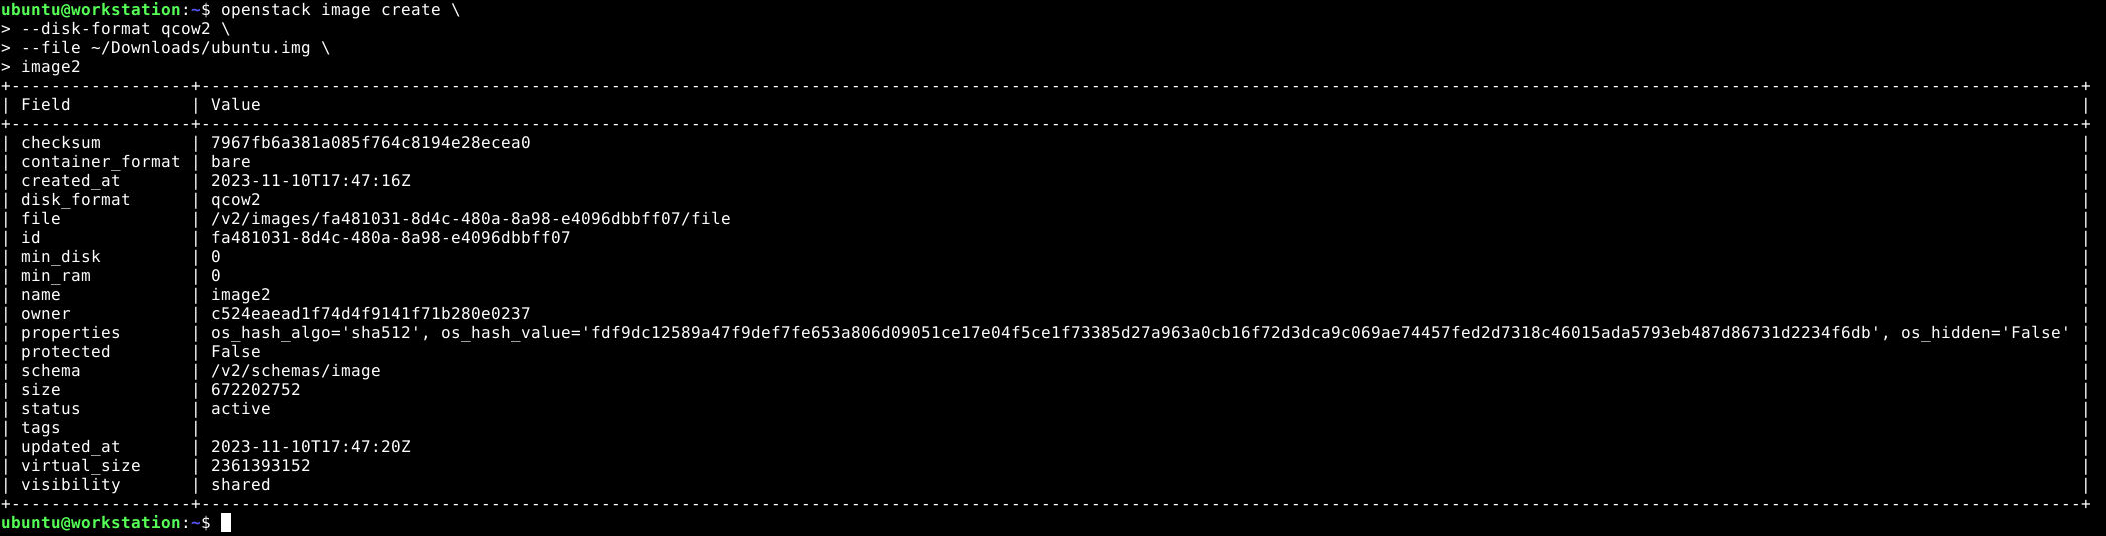 ubuntu@workstation:~$ openstack image create \
> --disk-format qcow2 \
> --file ~/Downloads/ubuntu.img \
> image2
| Field | Value |
| checksum | 7967fb6a381a085f764c8194e28ecea0 |
| container_format | bare |
| created_at | 2023-11-10T17:47:16Z |
| disk_format | qcow2 |
| file | /v2/images/fa481031-8d4c-480a-8a98-e4096dbbff07/file |
| id | fa481031-8d4c-480a-8a98-e4096dbbff07 |
| min_disk | 0 |
| min_ram | 0 |
| name | image2 |
| owner | c524eaead1f74d4f9141f71b280e0237 |
| properties | os_hash_algo='sha512', os_hash_value='fdf9dc12589a47f9def7fe653a806d09051ce17e04f5ce1f73385d27a963a0cb16f72d3dca9c069ae74457fed2d7318c46015ada5793eb487d86731d2234f6db', os_hidden='False' |
| protected | False |
| schema | /v2/schemas/image |
| size | 672202752 |
| status | active |
| tags | |
| updated_at | 2023-11-10T17:47:20Z |
| virtual_size | 2361393152 |
| visibility | shared |
ubuntu@workstation:~$